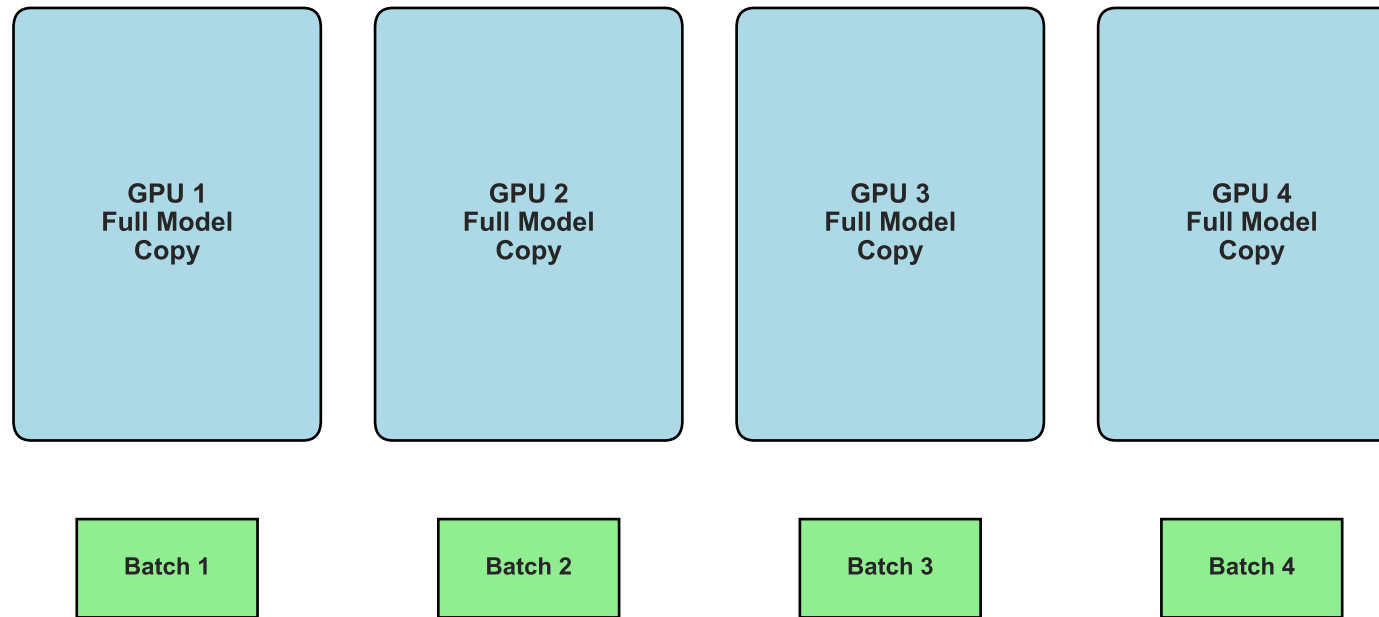 GPU 1
Full Model
Copy
GPU 2
Full Model
Copy
GPU 3
Full Model
Copy
GPU 4
Full Model
Copy
Batch 1
Batch 2
Batch 3
Batch 4